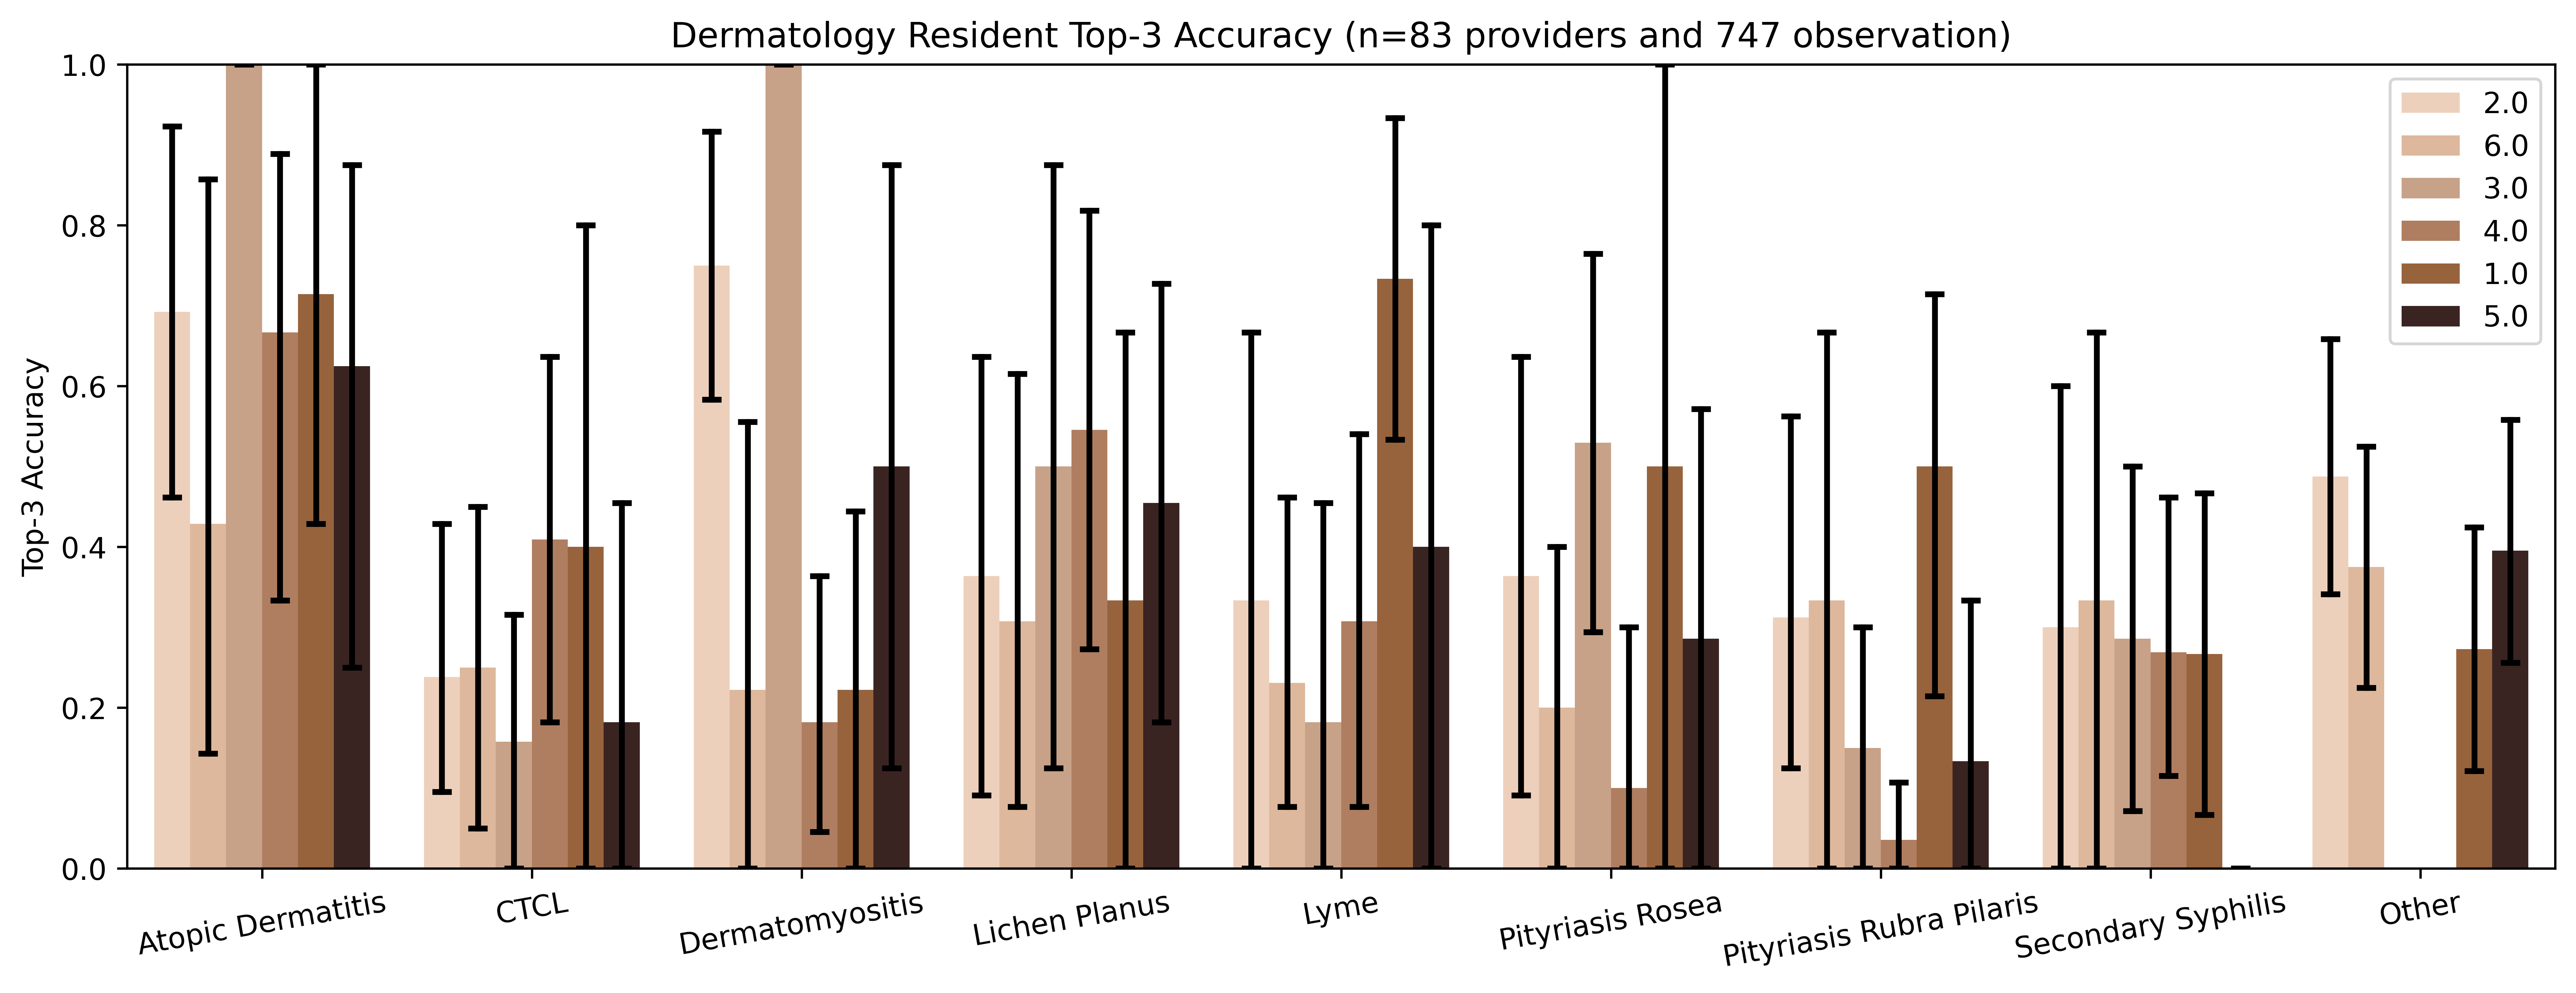 Dermatology Resident Top-3 Accuracy (n=83 providers and 747 observation)
Top-3 Accuracy
1.0
0.8
0.6
0.4
0.2
0.0
2.0
6.0
3.0
4.0
1.0
5.0
Atopic Dermatitis
CTCL
Dermatomyositis
Lichen Planus
Lyme
Pityriasis Rosea
Pityriasis Rubra Pilaris
Secondary Syphilis
Other